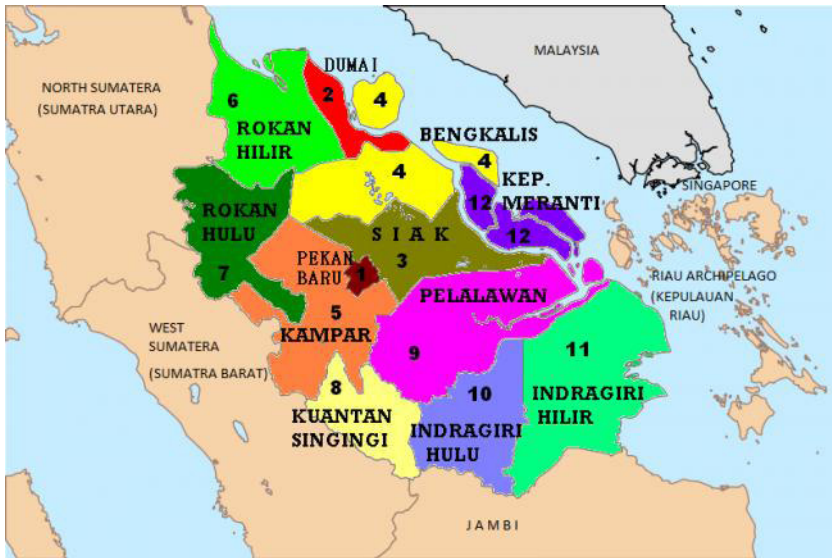 MALAYSIA
DUMAI
NORTH SUMATERA
(SUMATRA UTARA)
2
4
6
ROKAN
HILIR
BENGKALIS
4
4
KEP.
MERANTI
SINGAPORE
ROKAN
HULU
12
12
S I A K
3
PEKAN
BARU
1
7
RIAU ARCHIPELAGO
(KEPULAUAN
RIAU)
PELALAWAN
5
KAMPAR
WEST
SUMATERA
(SUMATRA BARAT)
9
11
8
10
KUANTAN
SINGINGI
INDRAGIRI
HULU
INDRAGIRI
HILIR
JAMBI